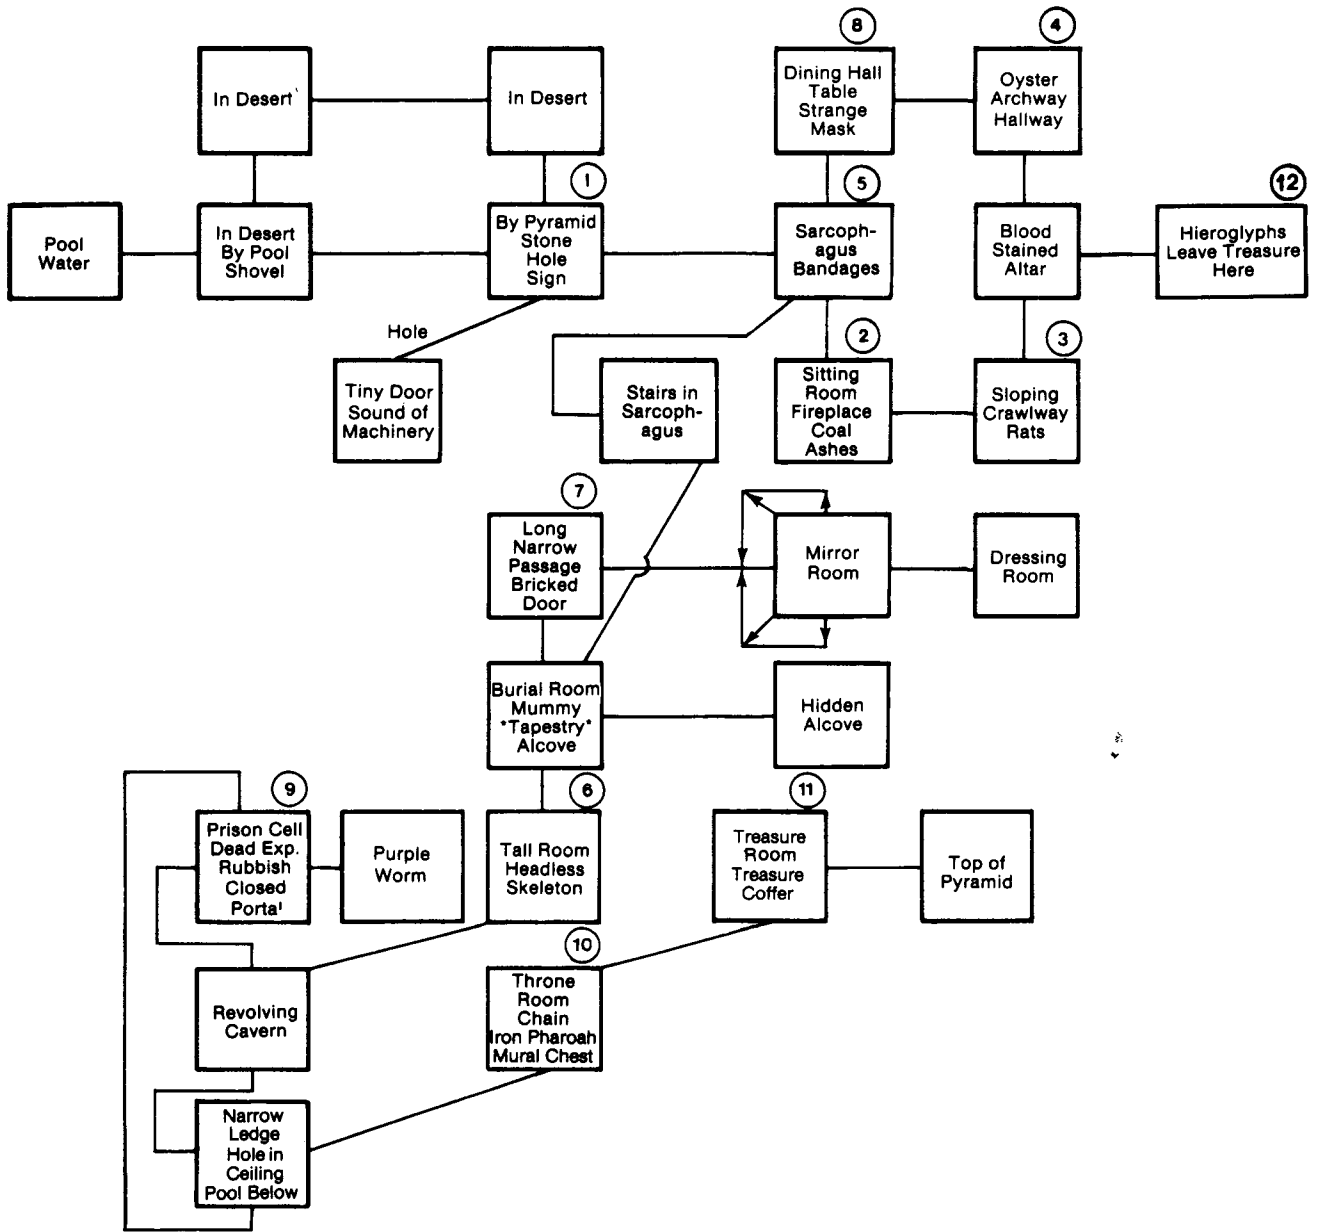 8
4
In Desert
In Desert
Dining Hall
Table
Strange
Mask
Oyster
Archway
Hallway
1
5
12
Pool
Water
In Desert
By Pool
Shovel
By Pyramid
Stone
Hole
Sign
Sarcoph-
agus
Bandages
Blood
Stained
Altar
Hieroglyphs
Leave Treasure
Here
Hole
2
3
Tiny Door
Sound of
Machinery
Stairs in
Sarcoph-
agus
Sitting
Room
Fireplace
Coal
Ashes
Sloping
Crawlway
Rats
7
Long
Narrow
Passage
Bricked
Door
Mirror
Room
Dressing
Room
Burial Room
Mummy
*Tapestry*
Alcove
Hidden
Alcove
9
6
11
Prison Cell
Dead Exp.
Rubbish
Closed
Portal
Purple
Worm
Tall Room
Headless
Skeleton
Treasure
Room
Treasure
Coffer
Top of
Pyramid
10
Revolving
Cavern
Throne
Room
Chain
Iron Pharoah
Mural Chest
Narrow
Ledge
Hole in
Ceiling
Pool Below